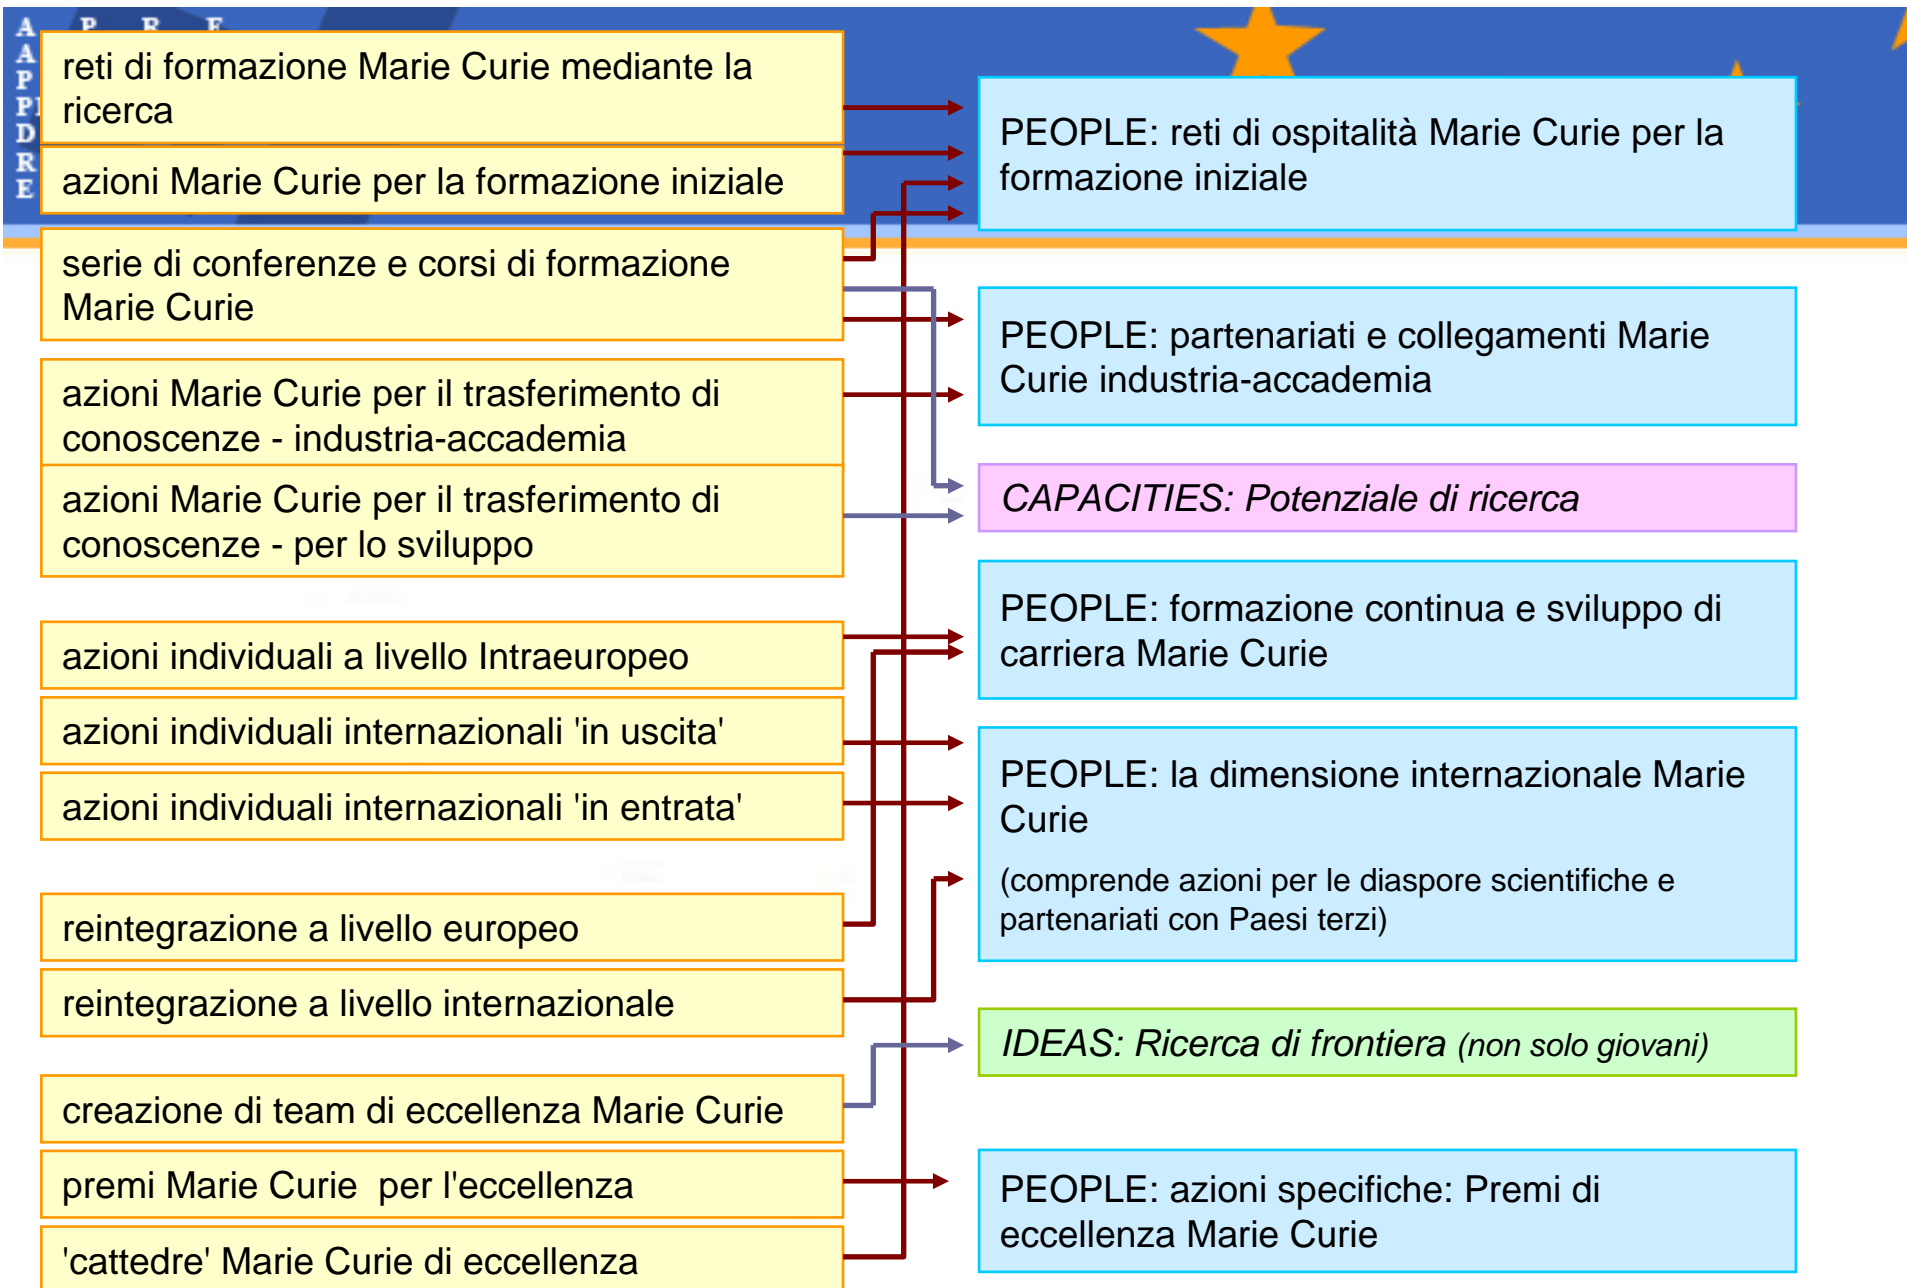 A P R E
A
P
D
R
E
reti di formazione Marie Curie mediante la
ricerca
azioni Marie Curie per la formazione iniziale
serie di conferenze e corsi di formazione
Marie Curie
azioni Marie Curie per il trasferimento di
conoscenze - industria-accademia
azioni Marie Curie per il trasferimento di
conoscenze - per lo sviluppo
azioni individuali a livello Intraeuropeo
azioni individuali internazionali 'in uscita'
azioni individuali internazionali 'in entrata'
reintegrazione a livello europeo
reintegrazione a livello internazionale
creazione di team di eccellenza Marie Curie
premi Marie Curie per l'eccellenza
'cattedre' Marie Curie di eccellenza
PEOPLE: reti di ospitalità Marie Curie per la
formazione iniziale
PEOPLE: partenariati e collegamenti Marie
Curie industria-accademia
CAPACITIES: Potenziale di ricerca
PEOPLE: formazione continua e sviluppo di
carriera Marie Curie
PEOPLE: la dimensione internazionale Marie
Curie
(comprende azioni per le diaspore scientifiche e
partenariati con Paesi terzi)
IDEAS: Ricerca di frontiera (non solo giovani)
PEOPLE: azioni specifiche: Premi di
eccellenza Marie Curie